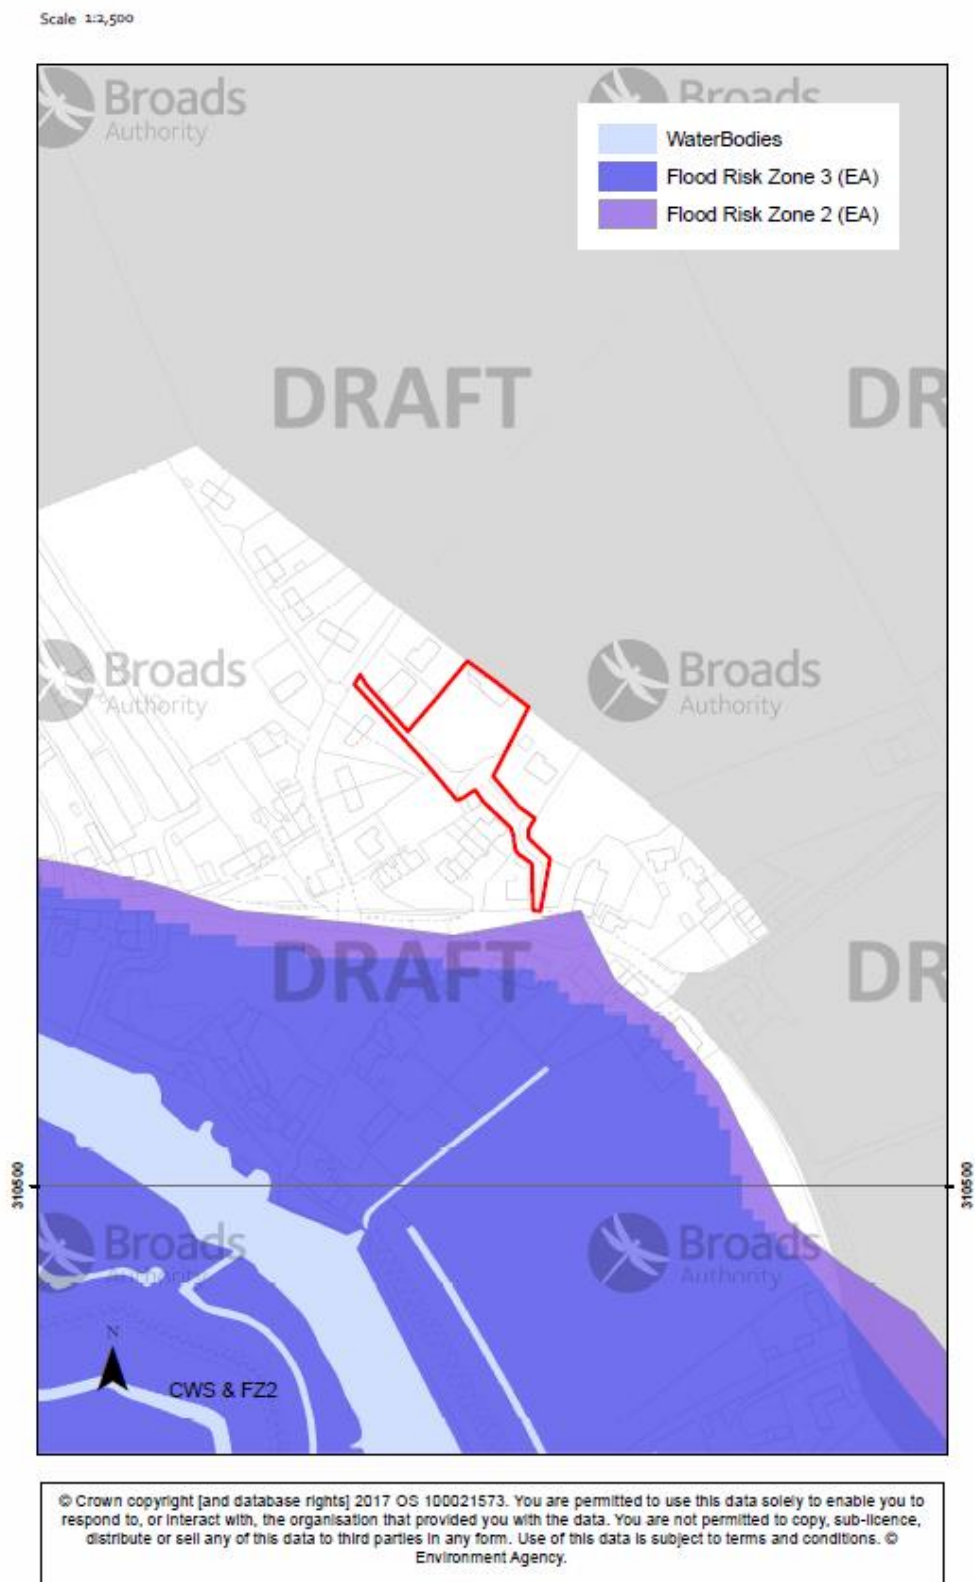 Scale 1:2,500
Broads
Authority
Broads
WaterBodies
Flood Risk Zone 3 (EA)
Flood Risk Zone 2 (EA)
DRAFT
DR
Broads
Authority
Broads
Authority
DRAFT
DR
310500
310500
Broads
Authority
Broads
Authority
N
CWS & FZ2
© Crown copyright [and database rights] 2017 OS 100021573. You are permitted to use this data solely to enable you to
respond to, or interact with, the organisation that provided you with the data. You are not permitted to copy, sub-licence,
distribute or sell any of this data to third parties in any form. Use of this data is subject to terms and conditions. ©
Environment Agency.